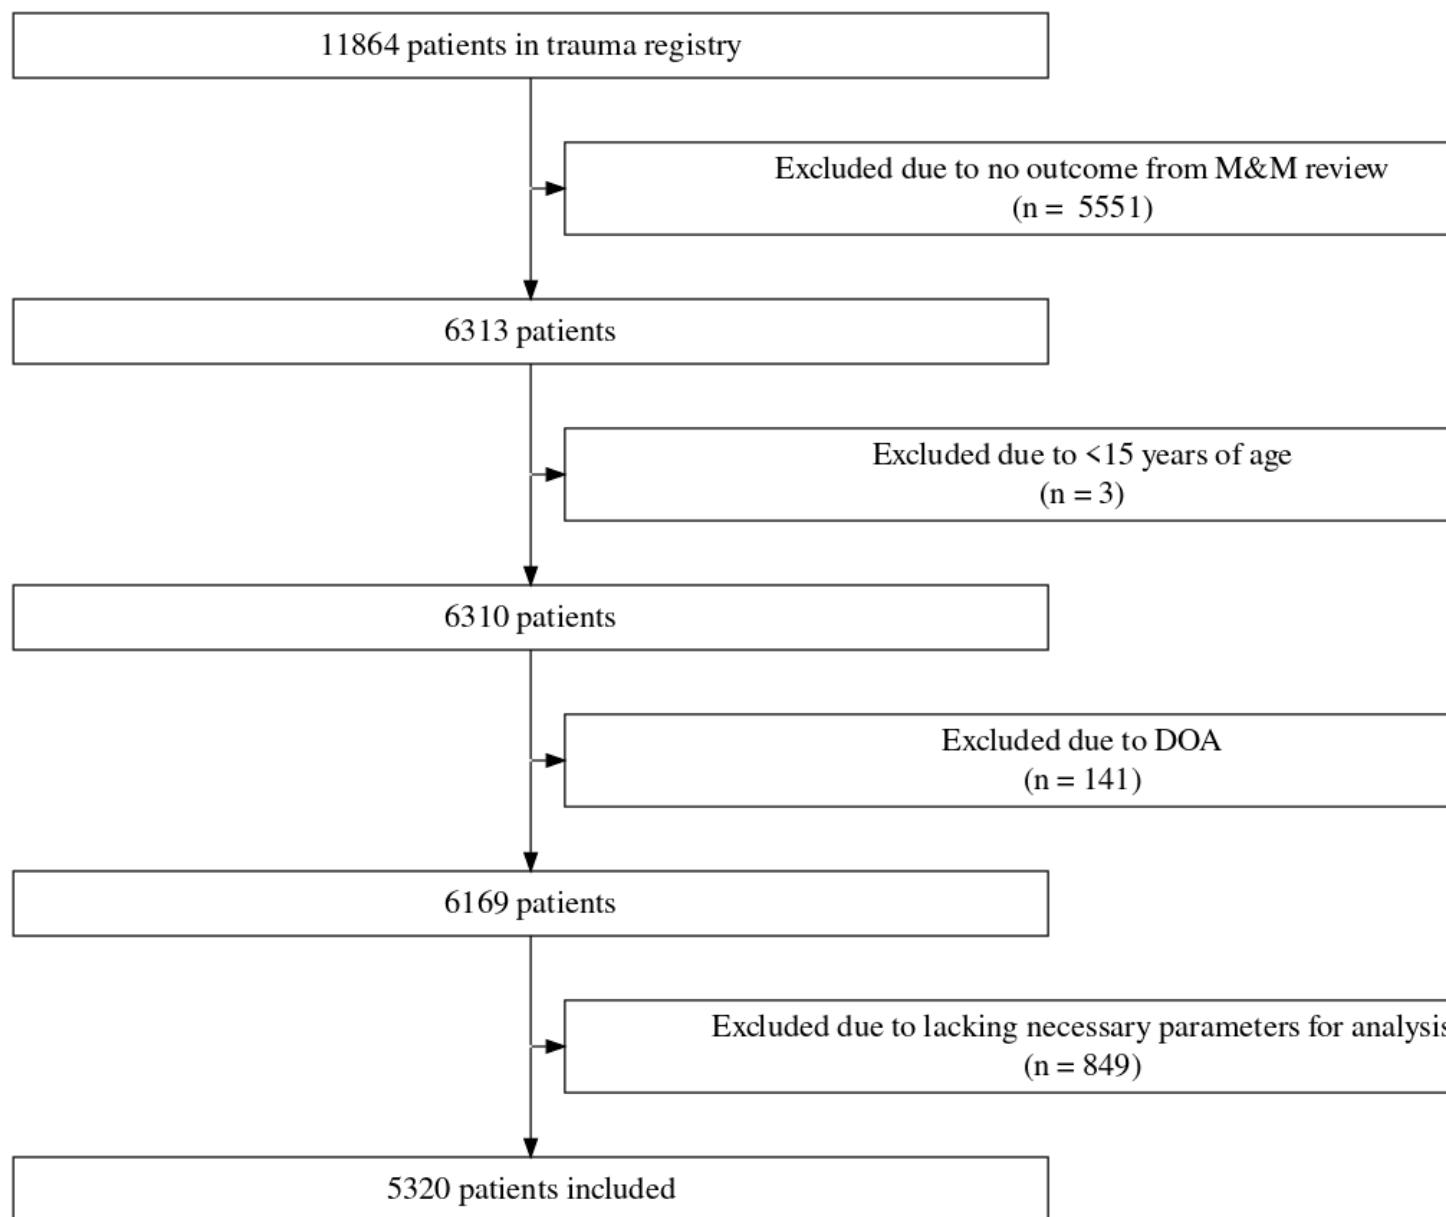 11864 patients in trauma registry
Excluded due to no outcome from M&M review
(n =  5551)
6313 patients
Excluded due to <15 years of age
(n = 3)
6310 patients
Excluded due to DOA
(n = 141)
6169 patients
Excluded due to lacking necessary parameters for analysis
(n = 849)
5320 patients included